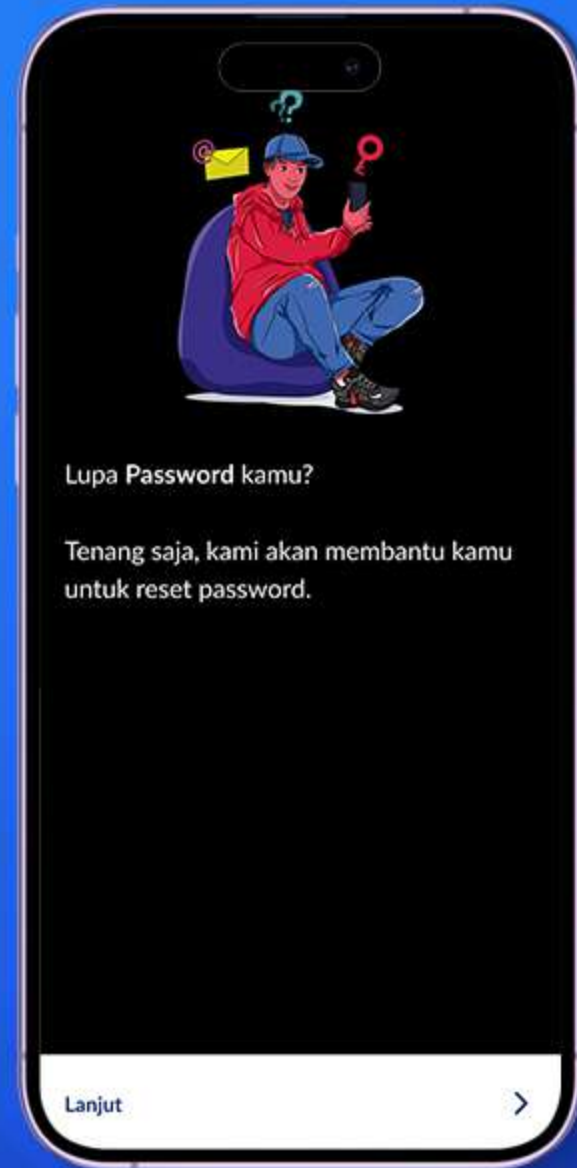 Lupa Password kamu?
Tenang saja, kami akan membantu kamu
untuk reset password.
Lanjut